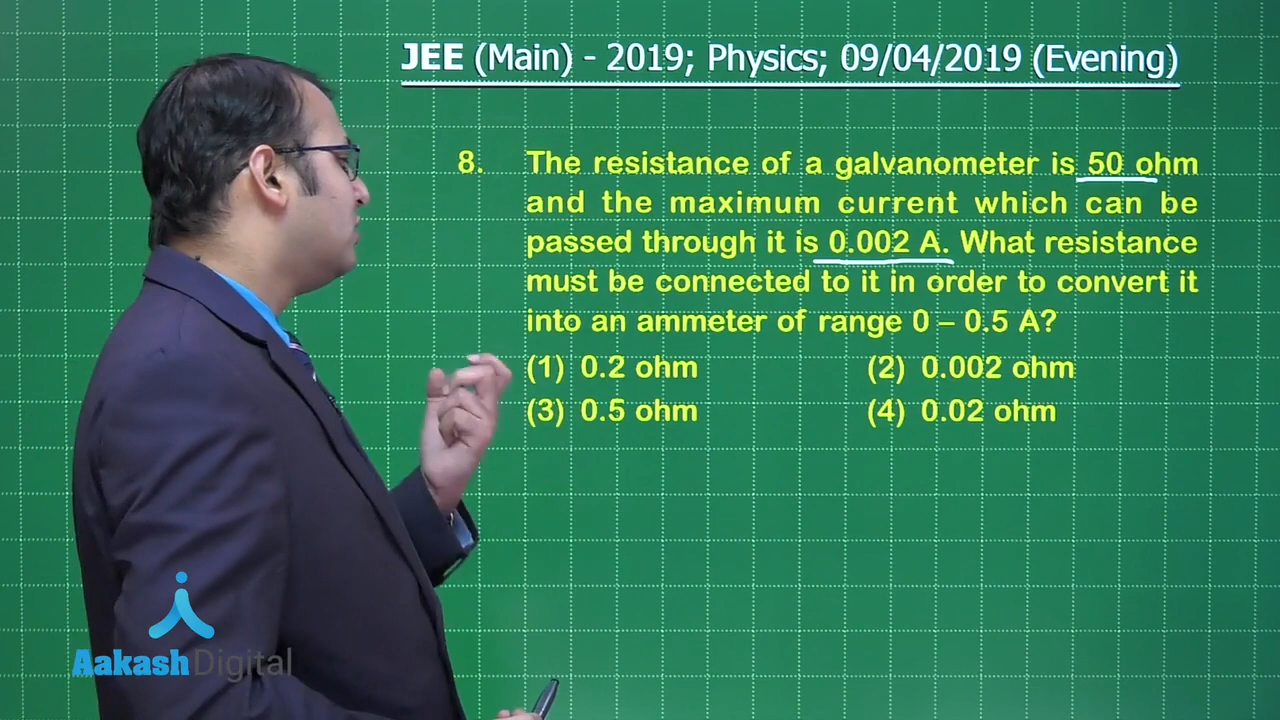 JEE (Main) - 2019; Physics; 09/04/2019 (Evening)
8. The resistance of a galvanometer is 50 ohm
and the maximum current which can be
passed through it is 0.002 A. What resistance
must be connected to it in order to convert it
into an ammeter of range 0 – 0.5 A?
(1) 0.2 ohm (2) 0.002 ohm
(3) 0.5 ohm (4) 0.02 ohm
AakashDigital